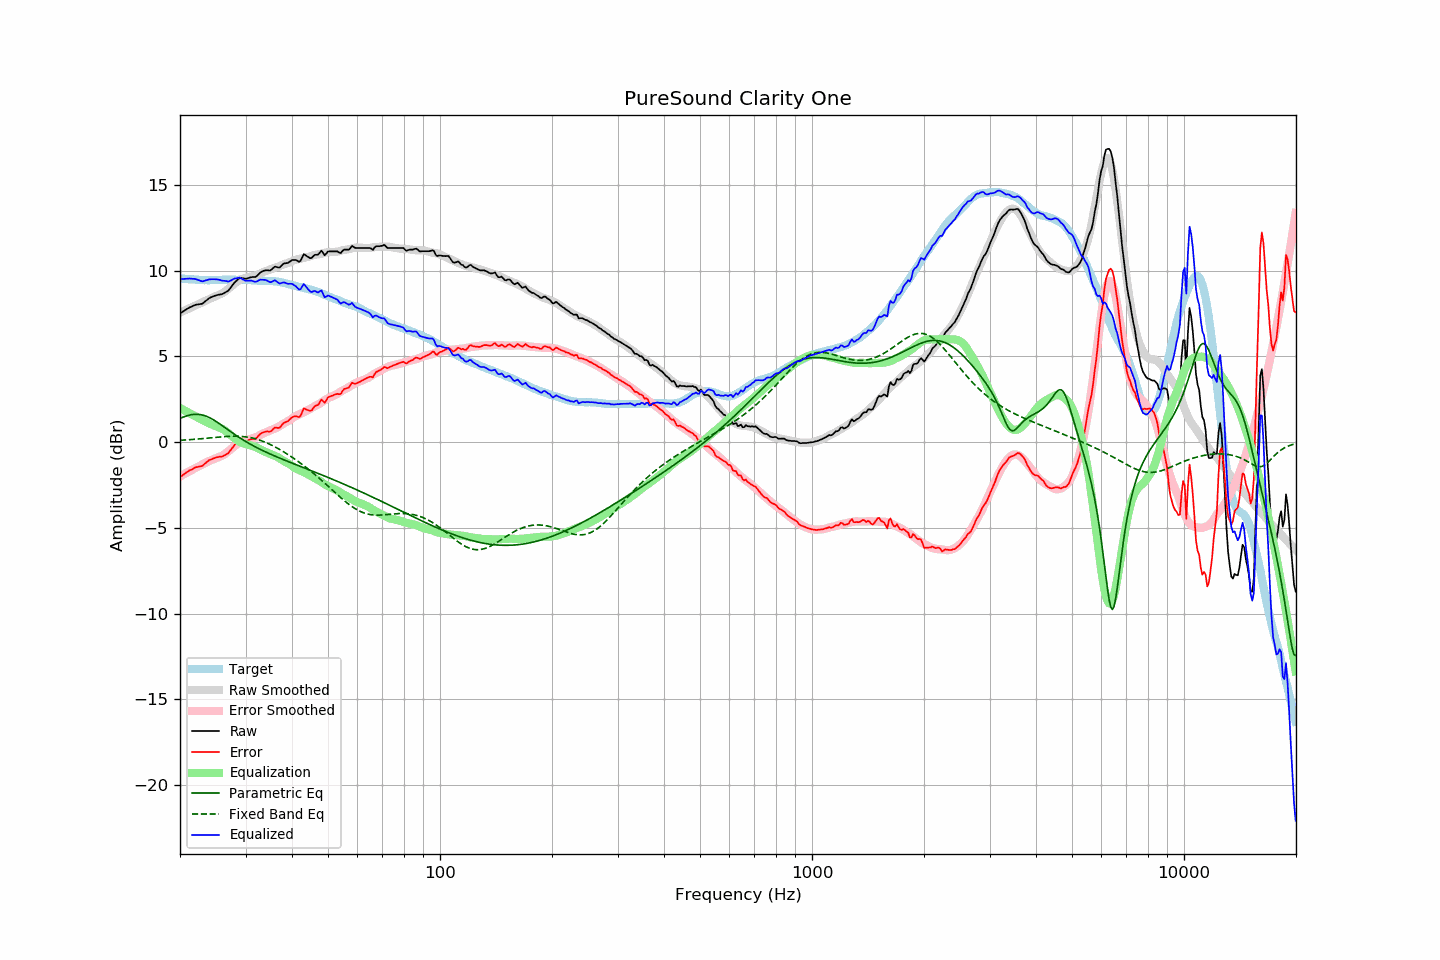 PureSound Clarity One
15
10
5
0
−5
−10
−15
−20
Amplitude (dBr)
Target
Raw Smoothed
Error Smoothed
Raw
Error
Equalization
Parametric Eq
Fixed Band Eq
Equalized
100 1000 10000
Frequency (Hz)